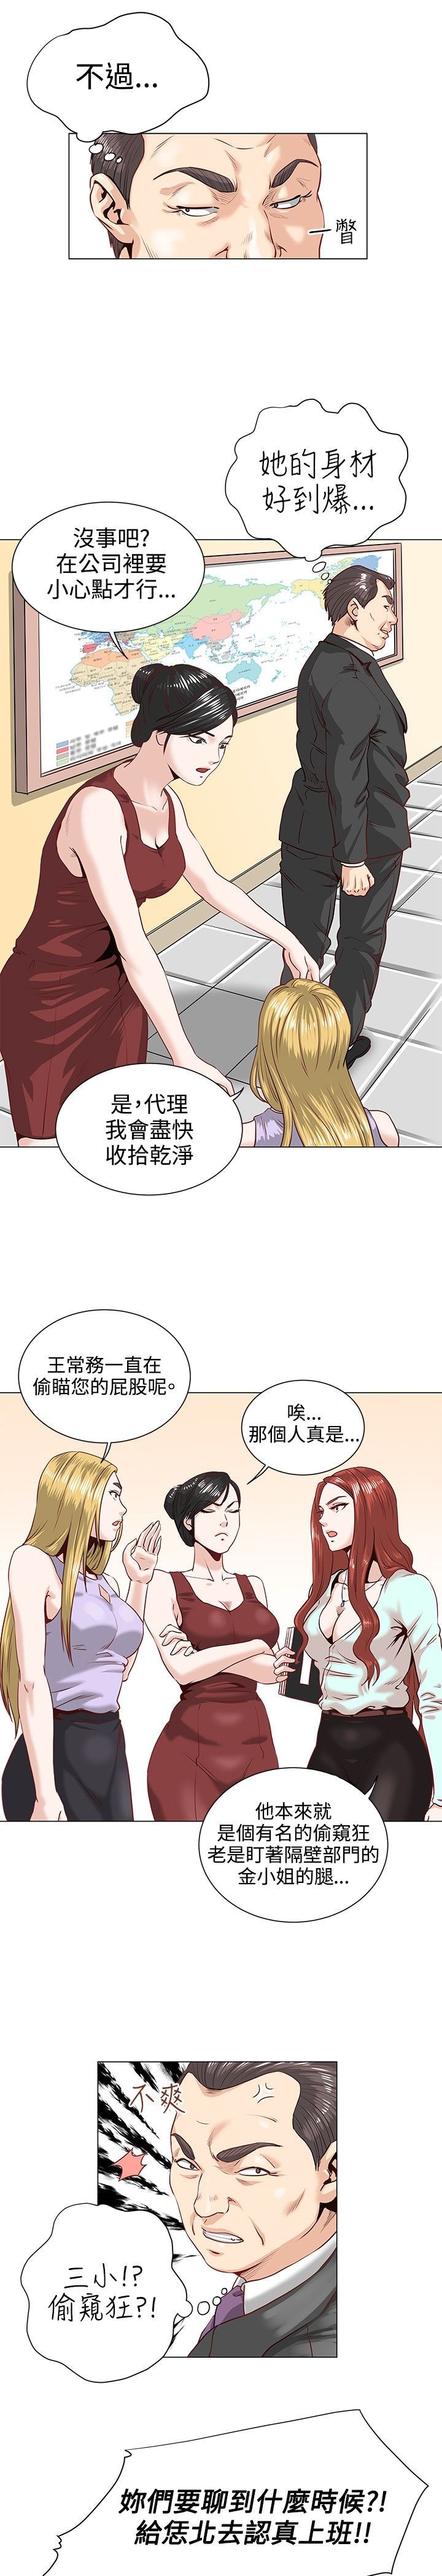 不過...
瞥
她的身材
好到爆...
沒事吧?
在公司裡要
小心點才行...
是,代理
我會盡快
收拾乾淨
王常務一直在
偷瞄您的屁股呢。
唉...
那個人真是...
他本來就
是個有名的偷窺狂
老是盯著隔壁部門的
金小姐的腿...
不爽
三小!?
偷窺狂?!
妳們要聊到什麼時候?!
給恁北去認真上班!!